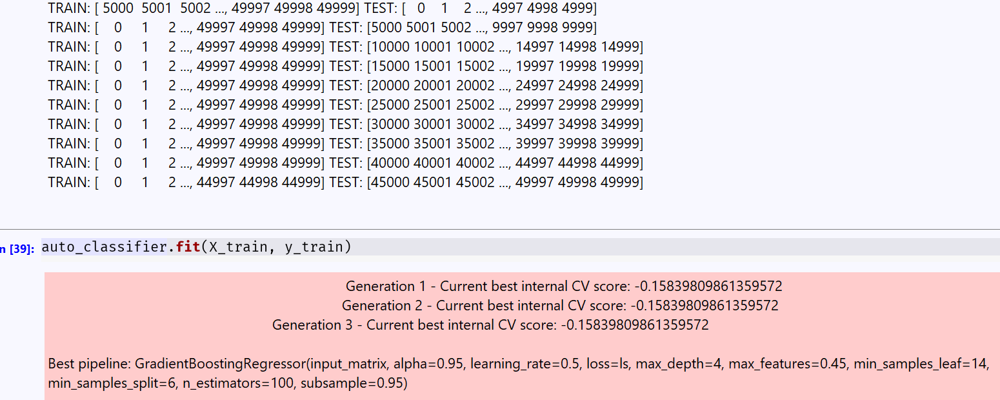 TRAIN: [ 5000 5001 5002 ..., 49997 49998 49999] TEST: [ 0 1 2 ..., 4997 4998 4999]
TRAIN: [ 0 1 2 ..., 49997 49998 49999] TEST: [5000 5001 5002 ..., 9997 9998 9999]
TRAIN: [ 0 1 2 ..., 49997 49998 49999] TEST: [10000 10001 10002 ..., 14997 14998 14999]
TRAIN: [ 0 1 2 ..., 49997 49998 49999] TEST: [15000 15001 15002 ..., 19997 19998 19999]
TRAIN: [ 0 1 2 ..., 49997 49998 49999] TEST: [20000 20001 20002 ..., 24997 24998 24999]
TRAIN: [ 0 1 2 ..., 49997 49998 49999] TEST: [25000 25001 25002 ..., 29997 29998 29999]
TRAIN: [ 0 1 2 ..., 49997 49998 49999] TEST: [30000 30001 30002 ..., 34997 34998 34999]
TRAIN: [ 0 1 2 ..., 49997 49998 49999] TEST: [35000 35001 35002 ..., 39997 39998 39999]
TRAIN: [ 0 1 2 ..., 49997 49998 49999] TEST: [40000 40001 40002 ..., 44997 44998 44999]
TRAIN: [ 0 1 2 ..., 44997 44998 44999] TEST: [45000 45001 45002 ..., 49997 49998 49999]
n [39]: auto_classifier.fit(X_train, y_train)
Generation 1 - Current best internal CV score: -0.15839809861359572
Generation 2 - Current best internal CV score: -0.15839809861359572
Generation 3 - Current best internal CV score: -0.15839809861359572
Best pipeline: GradientBoostingRegressor(input_matrix, alpha=0.95, learning_rate=0.5, loss=ls, max_depth=4, max_features=0.45, min_samples_leaf=14,
min_samples_split=6, n_estimators=100, subsample=0.95)